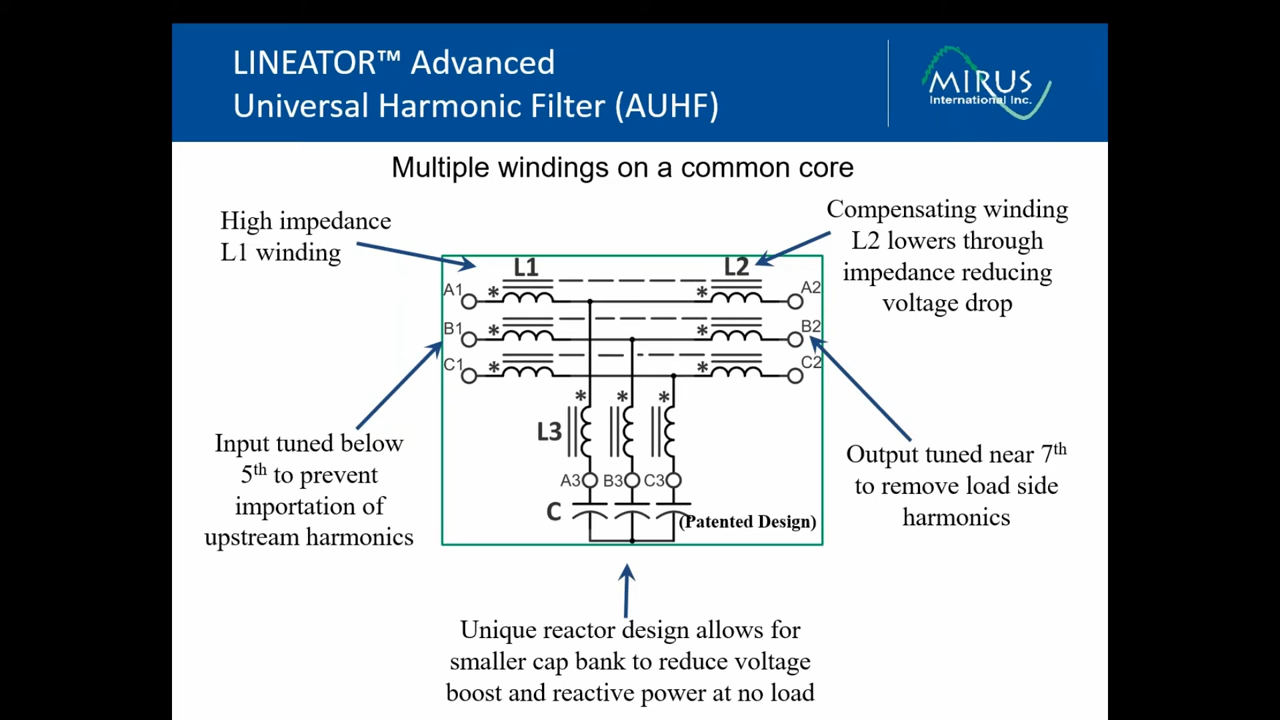 LINEATOR™ Advanced
Universal Harmonic Filter (AUHF)
MIRUS
International Inc.
Multiple windings on a common core
High impedance
L1 winding
Compensating winding
L2 lowers through
impedance reducing
voltage drop
L1
L2
A1
*
*
A2
B1
*
*
B2
C1
*
*
C2
* * *
L3
A3 B3 C3
C
(Patented Design)
Input tuned below
5th to prevent
importation of
upstream harmonics
Output tuned near 7th
to remove load side
harmonics
Unique reactor design allows for
smaller cap bank to reduce voltage
boost and reactive power at no load